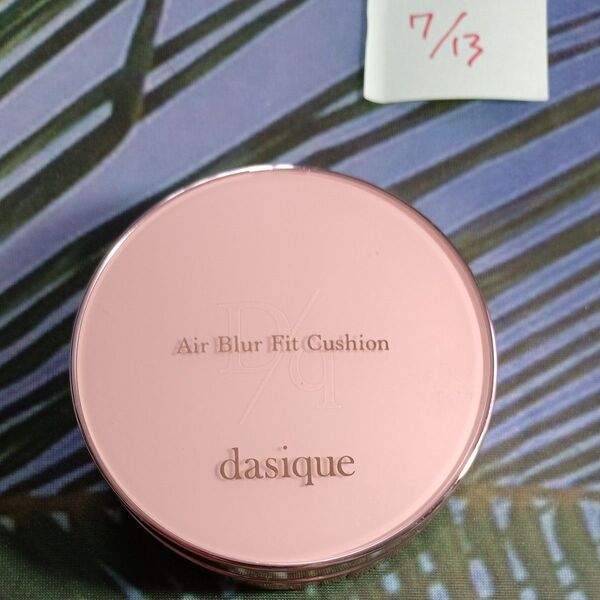 7/13
D/q
Air Blur Fit Cushion
dasique